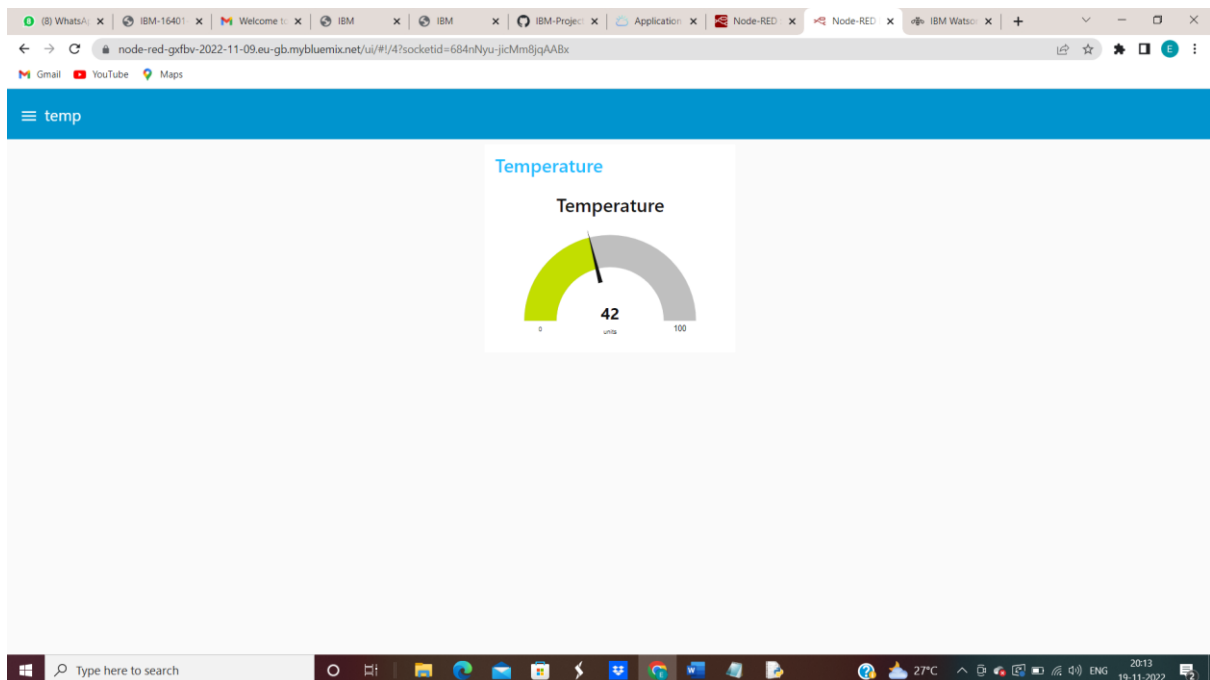 (8) WhatsA
IBM-16401
Welcome to
IBM
IBM
IBM-Project
Application
Node-RED
Node-RED
IBM Watson
node-red-gxfbv-2022-11-09.eu-gb.mybluemix.net/ui/#!/4?socketid=684nNyu-jicMm8jqAABx
E
Gmail
YouTube
Maps
temp
Temperature
Temperature
42
units
0
100
Type here to search
27°C
ENG
20:13
19-11-2022
2